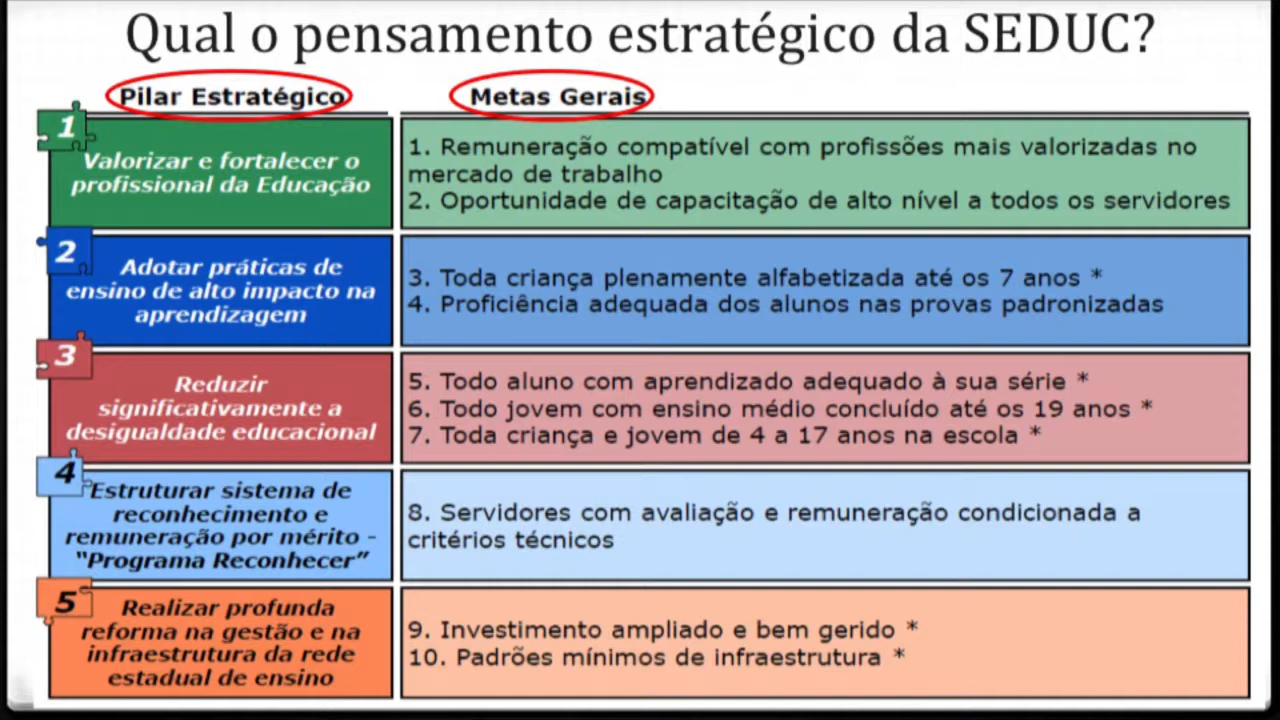 Qual o pensamento estratégico da SEDUC?
Pilar Estratégico
Metas Gerais
1
Valorizar e fortalecer o
profissional da Educação
1. Remuneração compatível com profissões mais valorizadas no
mercado de trabalho
2. Oportunidade de capacitação de alto nível a todos os servidores
2
Adotar práticas de
ensino de alto impacto na
aprendizagem
3. Toda criança plenamente alfabetizada até os 7 anos *
4. Proficiência adequada dos alunos nas provas padronizadas
3
Reduzir
significativamente a
desigualdade educacional
5. Todo aluno com aprendizado adequado à sua série *
6. Todo jovem com ensino médio concluído até os 19 anos *
7. Toda criança e jovem de 4 a 17 anos na escola *
4
Estruturar sistema de
reconhecimento e
remuneração por mérito -
“Programa Reconhecer”
8. Servidores com avaliação e remuneração condicionada a
critérios técnicos
5
Realizar profunda
reforma na gestão e na
infraestrutura da rede
estadual de ensino
9. Investimento ampliado e bem gerido *
10. Padrões mínimos de infraestrutura *